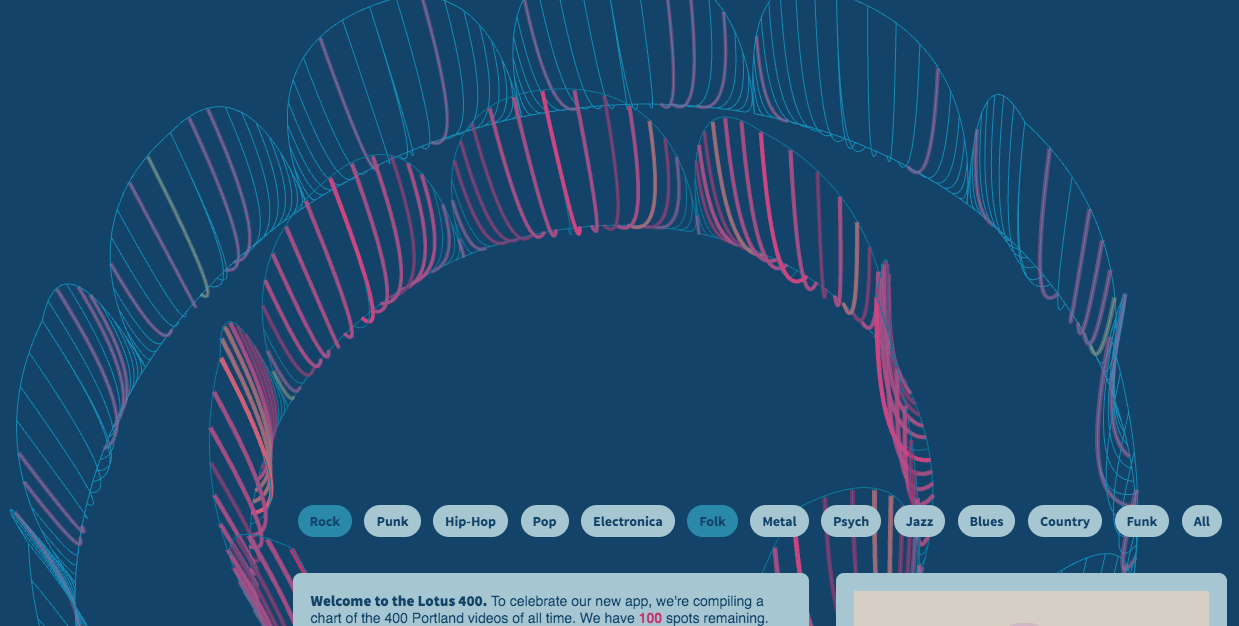 Rock Punk Hip-Hop Pop Electronica Folk Metal Psych Jazz Blues Country Funk All
Welcome to the Lotus 400. To celebrate our new app, we're compiling a
chart of the 400 Portland videos of all time. We have 100 spots remaining.